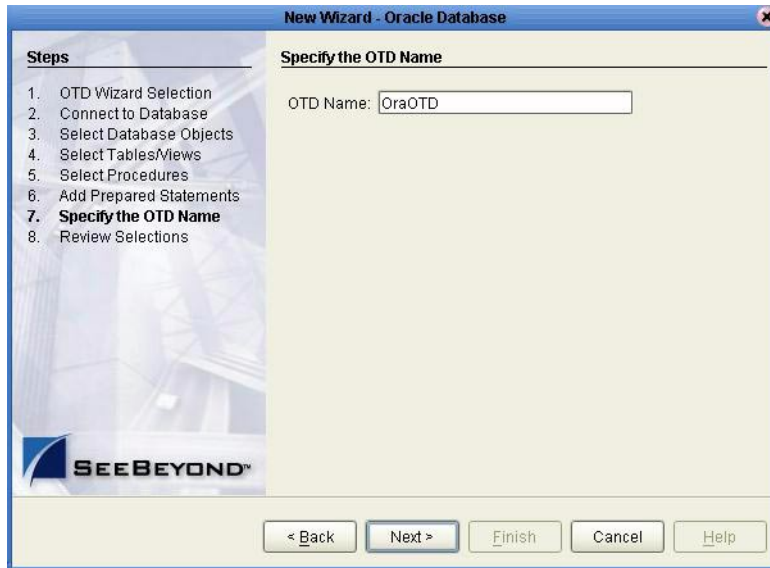 New Wizard - Oracle Database
Steps
1. OTD Wizard Selection
2. Connect to Database
3. Select Database Objects
4. Select Tables/Views
5. Select Procedures
6. Add Prepared Statements
7. Specify the OTD Name
8. Review Selections
Specify the OTD Name
OTD Name: OraOTD
SEEBEYOND™
< Back
Next >
Finish
Cancel
Help